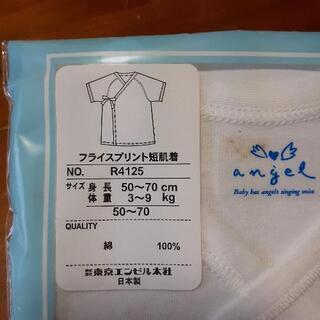 フライスプリント短肌着
NO. R4125
サイズ 身長 50〜70 cm
体重 3〜9 kg
50〜70
QUALITY
綿 100%
株式会社 東京エンゼル本社
日本製
angel
Baby has angel's singing voice